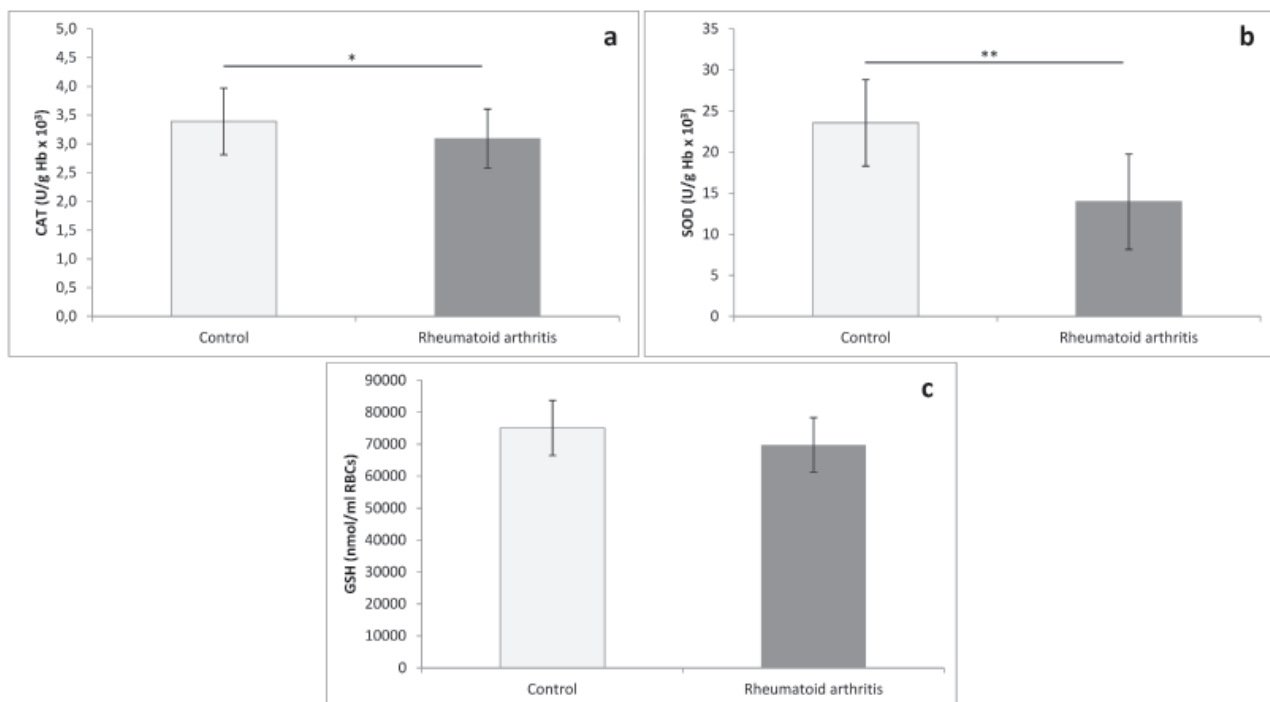 a
CAT (U/g Hb x 10³)
5,0
4,5
4,0
3,5
3,0
2,5
2,0
1,5
1,0
0,5
0,0
*
Control
Rheumatoid arthritis
b
SOD (U/g Hb x 10³)
35
30
25
20
15
10
5
0
**
Control
Rheumatoid arthritis
c
GSH (nmol/ml RBCs)
90000
80000
70000
60000
50000
40000
30000
20000
10000
0
Control
Rheumatoid arthritis